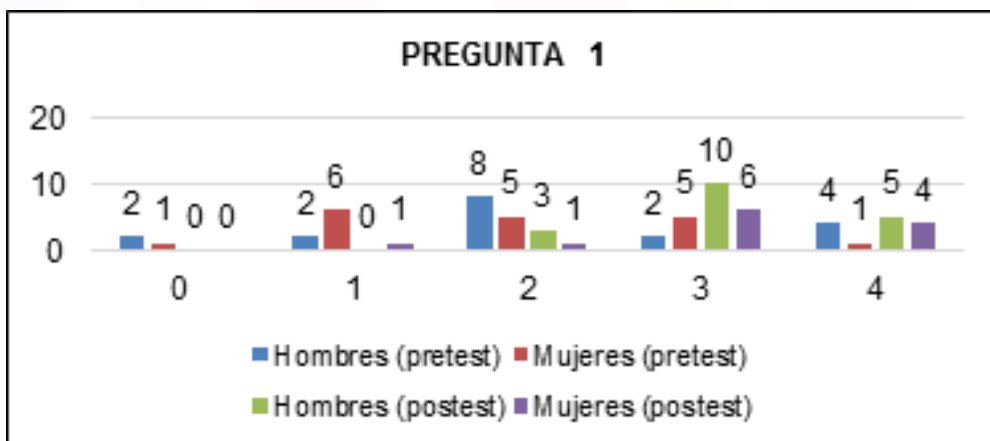 PREGUNTA 1
20
10
0
2 1 0 0
2 6 0 1
8 5 3 1
2 5 10 6
4 1 5 4
0 1 2 3 4
Hombres (pretest) Mujeres (pretest)
Hombres (postest) Mujeres (postest)